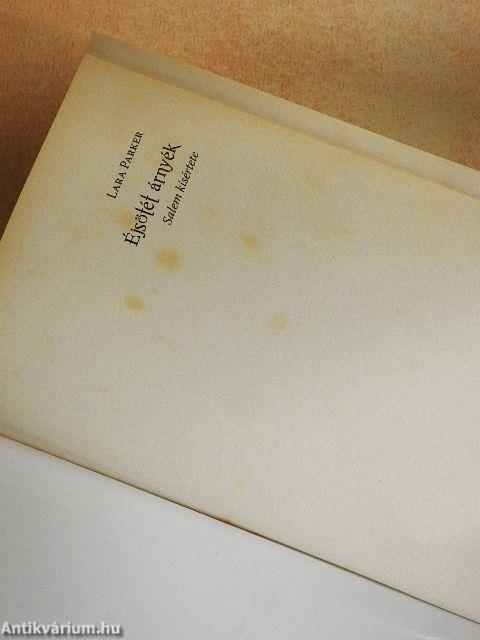 LARA PARKER
Éjsötét árnyék
Salem kísértete
Antikvárium.hu